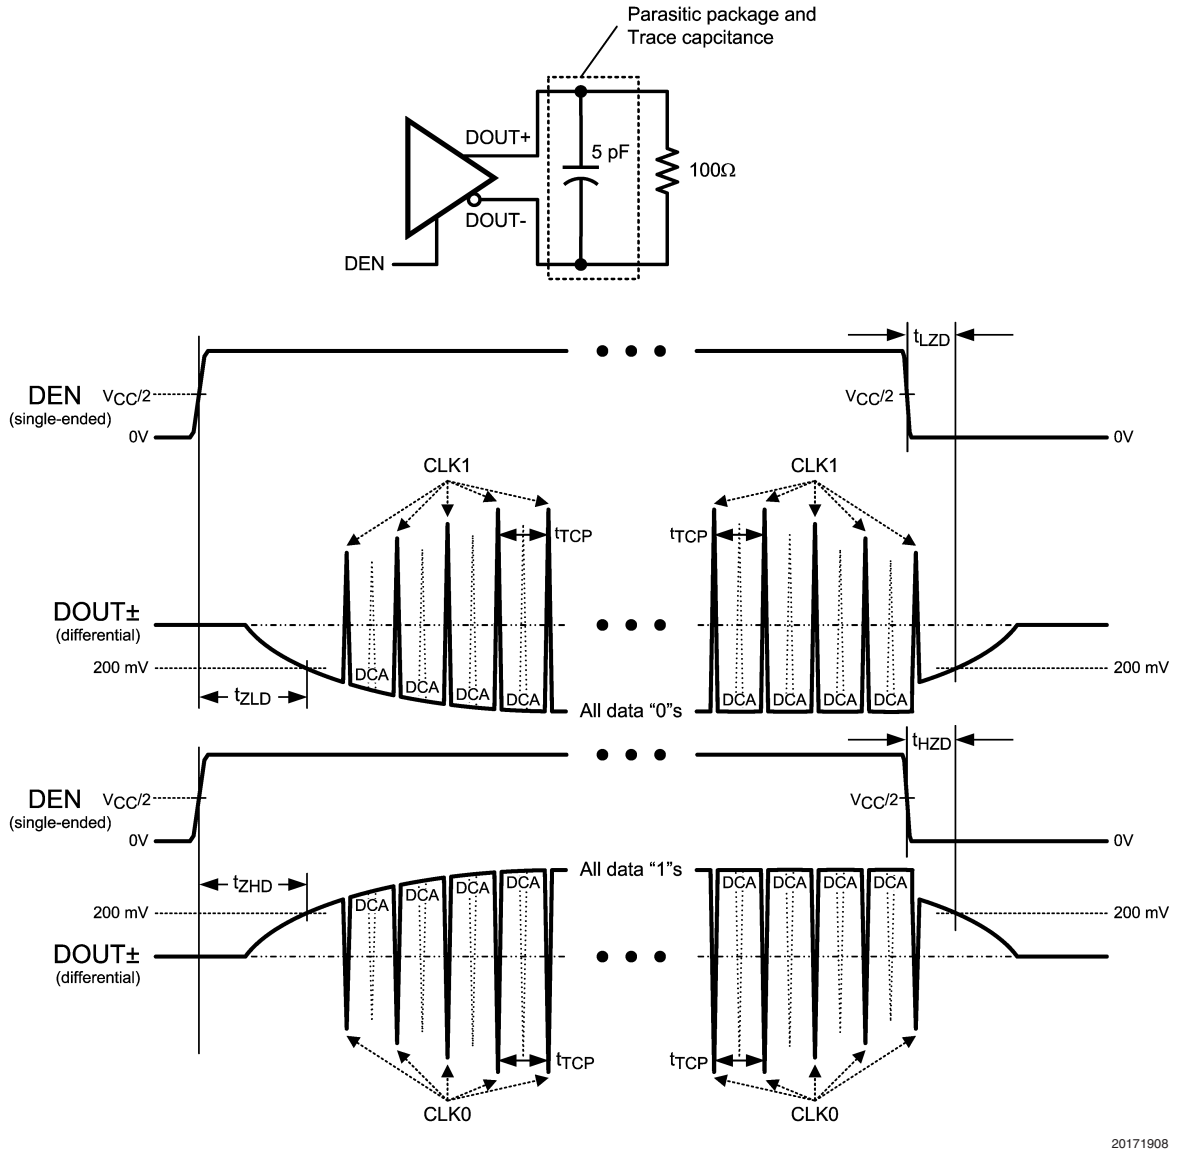 Parasitic package and
Trace capcitance
DOUT+
5 pF
100Ω
DOUT-
DEN
tLZD
DEN
(single-ended)
VCC/2
VCC/2
0V
0V
CLK1
CLK1
tTCP
tTCP
DOUT±
(differential)
200 mV
200 mV
DCA
DCA
DCA
DCA
DCA
DCA
DCA
DCA
tZLD
All data “0”s
tHZD
DEN
(single-ended)
VCC/2
VCC/2
0V
0V
All data “1”s
tZHD
DCA
DCA
DCA
DCA
DCA
DCA
DCA
DCA
200 mV
200 mV
DOUT±
(differential)
tTCP
tTCP
CLK0
CLK0
20171908